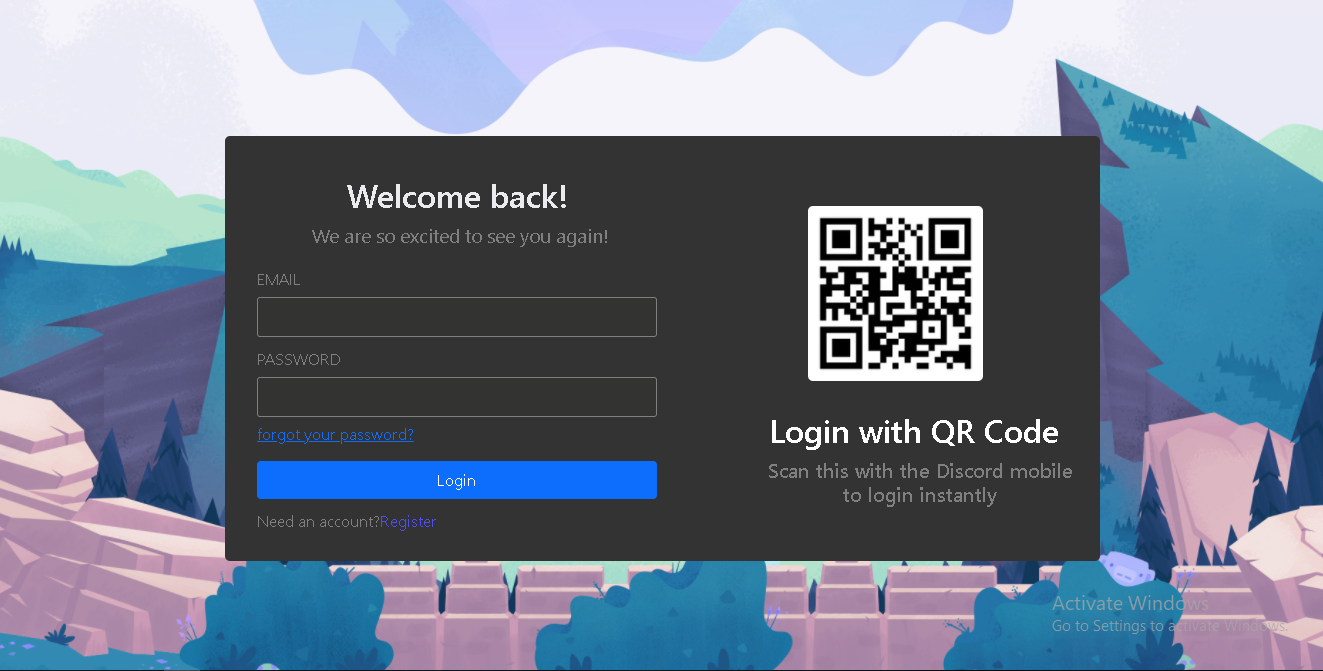 Welcome back!
We are so excited to see you again!
EMAIL
PASSWORD
forgot your password?
Login
Need an account?Register
Login with QR Code
Scan this with the Discord mobile
to login instantly
Activate Windows
Go to Settings to activate Windows.